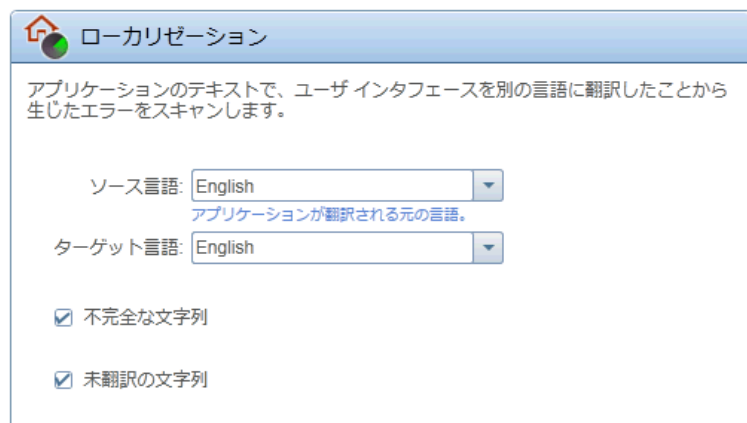 ローカリゼーション
アプリケーションのテキストで、ユーザ インタフェースを別の言語に翻訳したことから
生じたエラーをスキャンします。
ソース言語: English
アプリケーションが翻訳される元の言語。
ターゲット言語: English
不完全な文字列
未翻訳の文字列